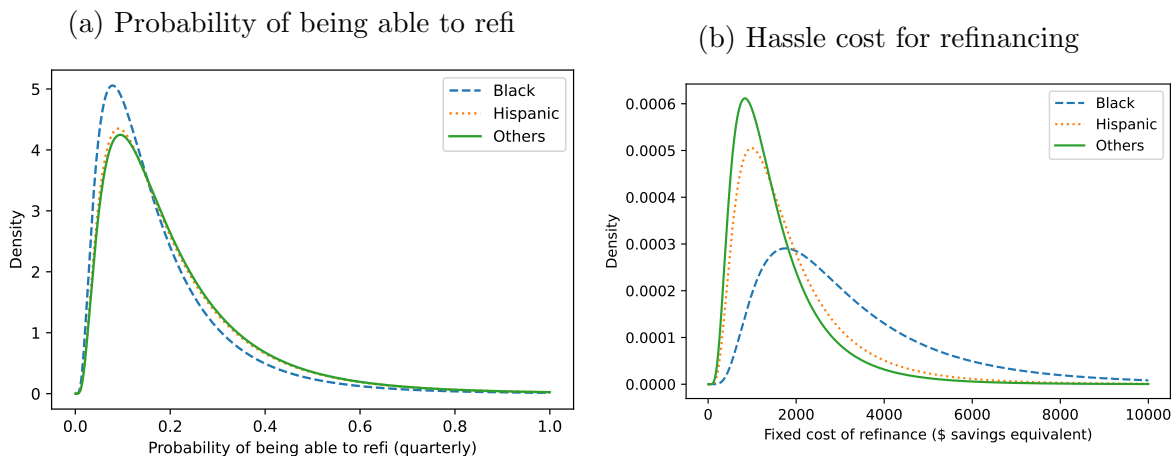 (a) Probability of being able to refi
Density
5
4
3
2
1
0
0.0 0.2 0.4 0.6 0.8 1.0
Probability of being able to refi (quarterly)
Black
Hispanic
Others
(b) Hassle cost for refinancing
Density
0.0006
0.0005
0.0004
0.0003
0.0002
0.0001
0.0000
0 2000 4000 6000 8000 10000
Fixed cost of refinance ($ savings equivalent)
Black
Hispanic
Others